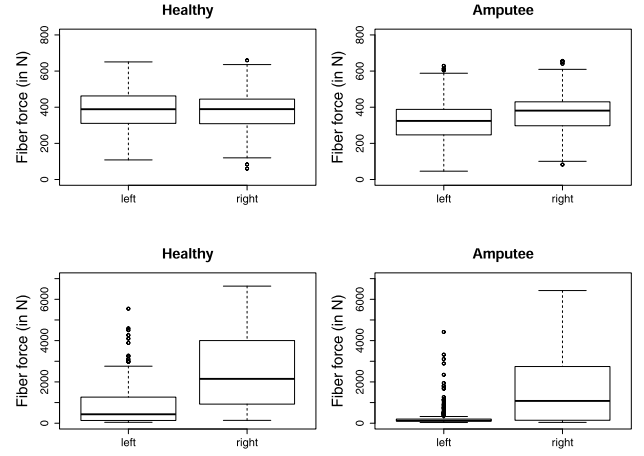 Healthy
Fiber force (in N)
0 200 400 600 800
left right
Amputee
Fiber force (in N)
0 200 400 600 800
left right
Healthy
Fiber force (in N)
0 2000 4000 6000
left right
Amputee
Fiber force (in N)
0 2000 4000 6000
left right